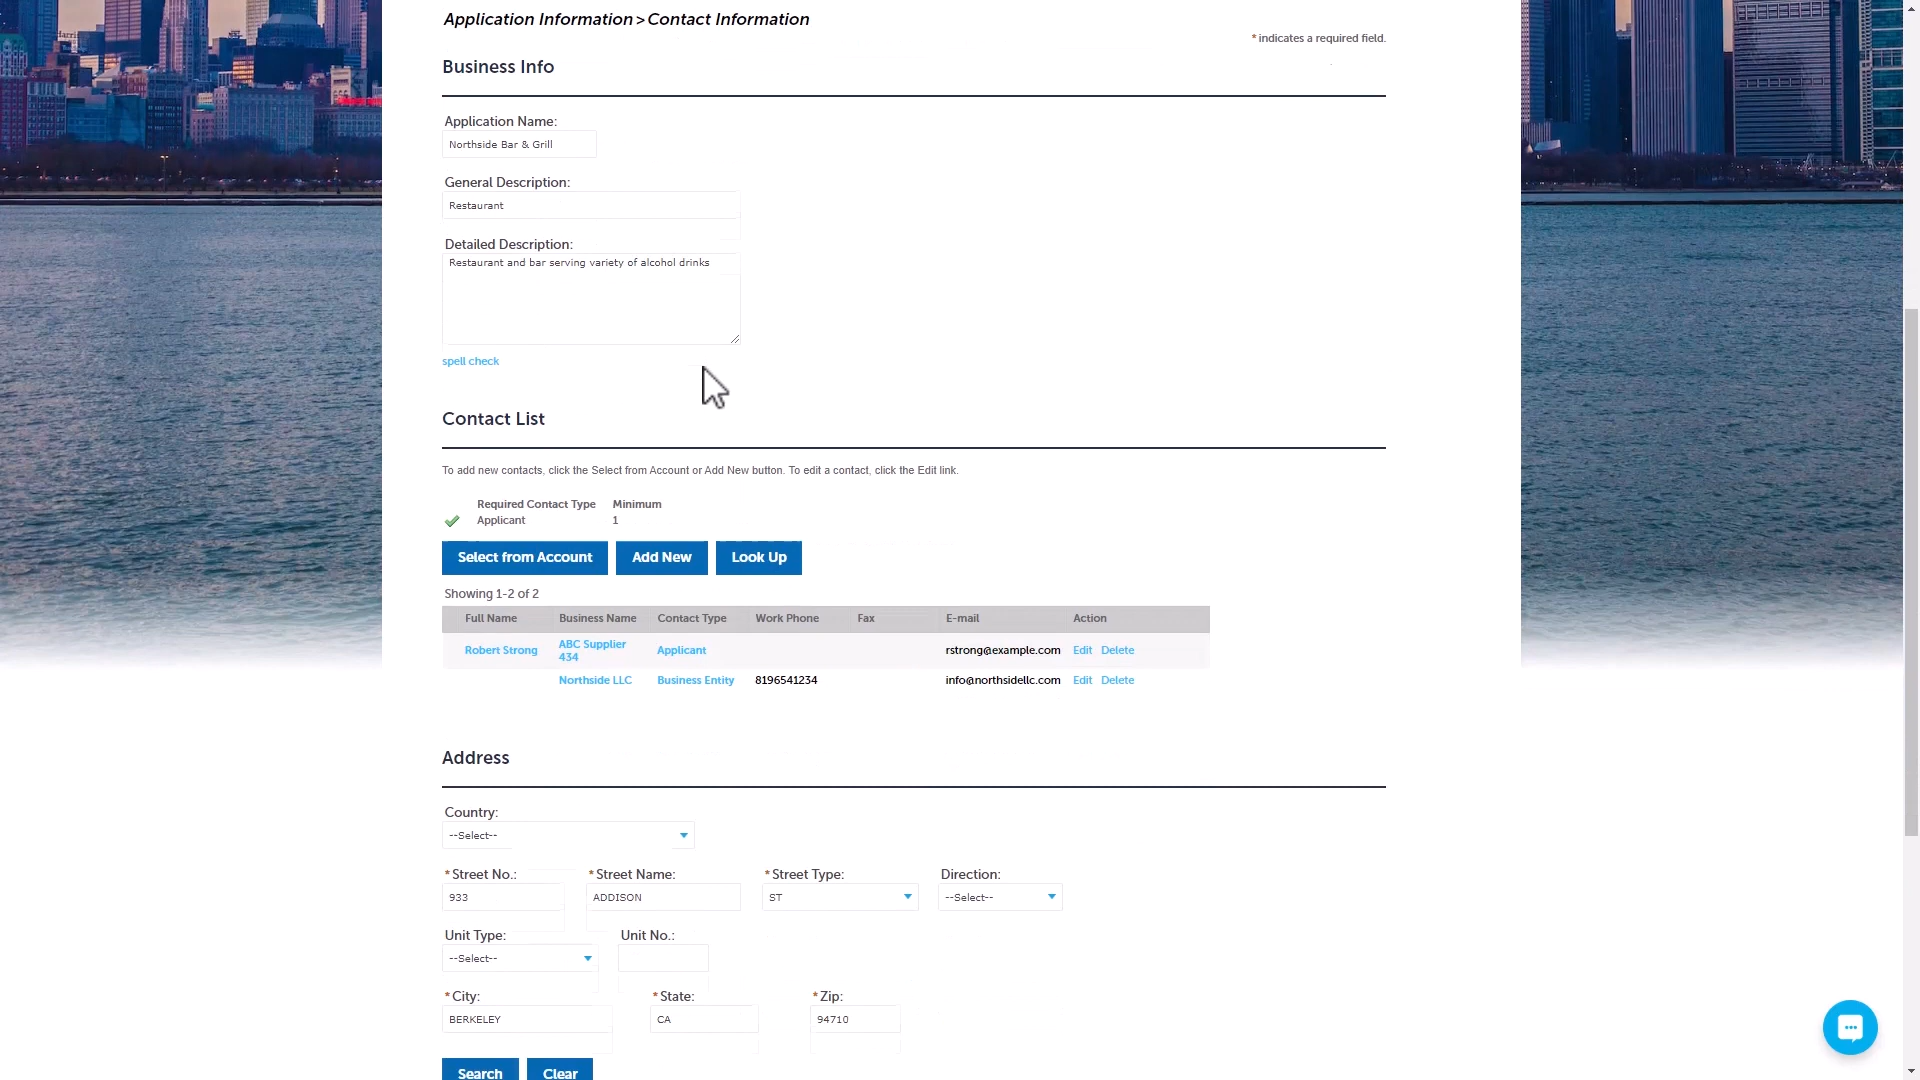 Application Information > Contact Information
* indicates a required field.
Business Info
Application Name:
Northside Bar & Grill
General Description:
Restaurant
Detailed Description:
Restaurant and bar serving variety of alcohol drinks
spell check
Contact List
To add new contacts, click the Select from Account or Add New button. To edit a contact, click the Edit link.
Required Contact Type Minimum
Applicant 1
Select from Account Add New Look Up
Showing 1-2 of 2
Full Name Business Name Contact Type Work Phone Fax E-mail Action
Robert Strong ABC Supplier 434 Applicant rstrong@example.com Edit Delete
Northside LLC Business Entity 8196541234 info@northsidellc.com Edit Delete
Address
Country:
--Select--
* Street No.: * Street Name: * Street Type: Direction:
933 ADDISON ST --Select--
Unit Type: Unit No.:
--Select--
* City: * State: * Zip:
BERKELEY CA 94710
Search Clear